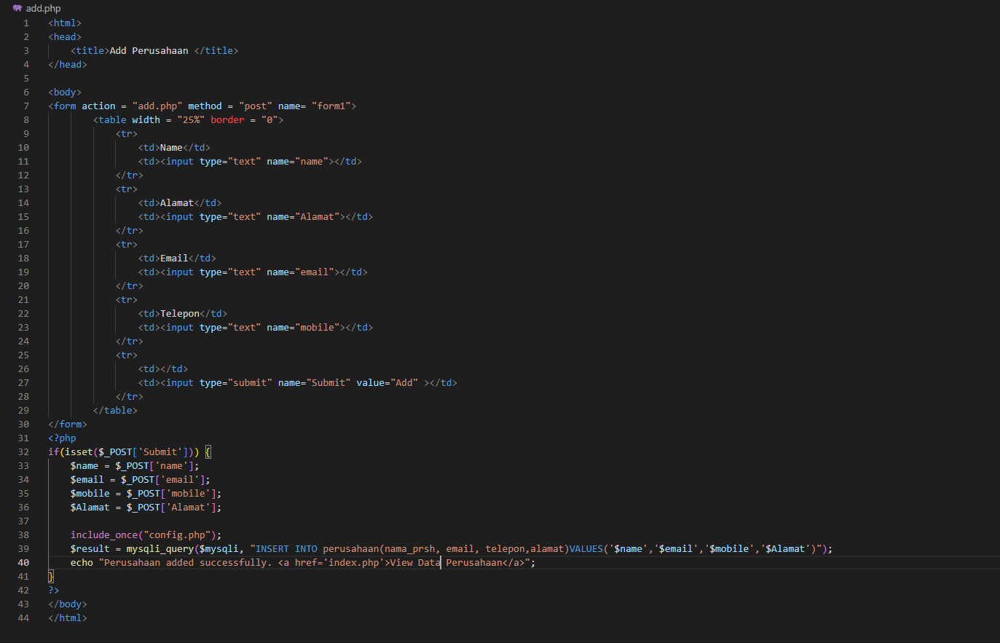 add.php
1 <html>
2 <head>
3     <title>Add Perusahaan </title>
4 </head>
5
6 <body>
7 <form action = "add.php" method = "post" name= "form1">
8         <table width = "25%" border = "0">
9             <tr>
10                 <td>Name</td>
11                 <td><input type="text" name="name"></td>
12             </tr>
13             <tr>
14                 <td>Alamat</td>
15                 <td><input type="text" name="Alamat"></td>
16             </tr>
17             <tr>
18                 <td>Email</td>
19                 <td><input type="text" name="email"></td>
20             </tr>
21             <tr>
22                 <td>Telepon</td>
23                 <td><input type="text" name="mobile"></td>
24             </tr>
25             <tr>
26                 <td></td>
27                 <td><input type="submit" name="Submit" value="Add" ></td>
28             </tr>
29         </table>
30 </form>
31 <?php
32 if(isset($_POST['Submit'])) {
33     $name = $_POST['name'];
34     $email = $_POST['email'];
35     $mobile = $_POST['mobile'];
36     $Alamat = $_POST['Alamat'];
37
38     include_once("config.php");
39     $result = mysqli_query($mysqli, "INSERT INTO perusahaan(nama_prsh, email, telepon,alamat)VALUES('$name','$email','$mobile','$Alamat')");
40     echo "Perusahaan added successfully. <a href='index.php'>View Data Perusahaan</a>";
41 }
42 ?>
43 </body>
44 </html>